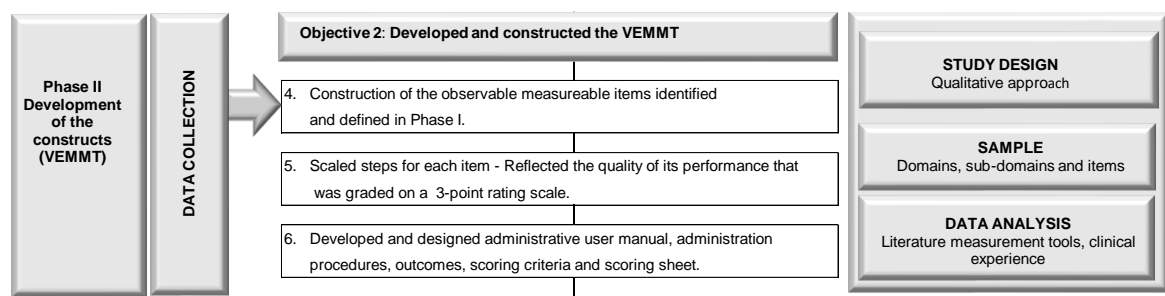 Phase II
Development
of the
constructs
(VEMMT)
DATA COLLECTION
Objective 2: Developed and constructed the VEMMT
4. Construction of the observable measureable items identified
and defined in Phase I.
5. Scaled steps for each item - Reflected the quality of its performance that
was graded on a 3-point rating scale.
6. Developed and designed administrative user manual, administration
procedures, outcomes, scoring criteria and scoring sheet.
STUDY DESIGN
Qualitative approach
SAMPLE
Domains, sub-domains and items
DATA ANALYSIS
Literature measurement tools, clinical
experience